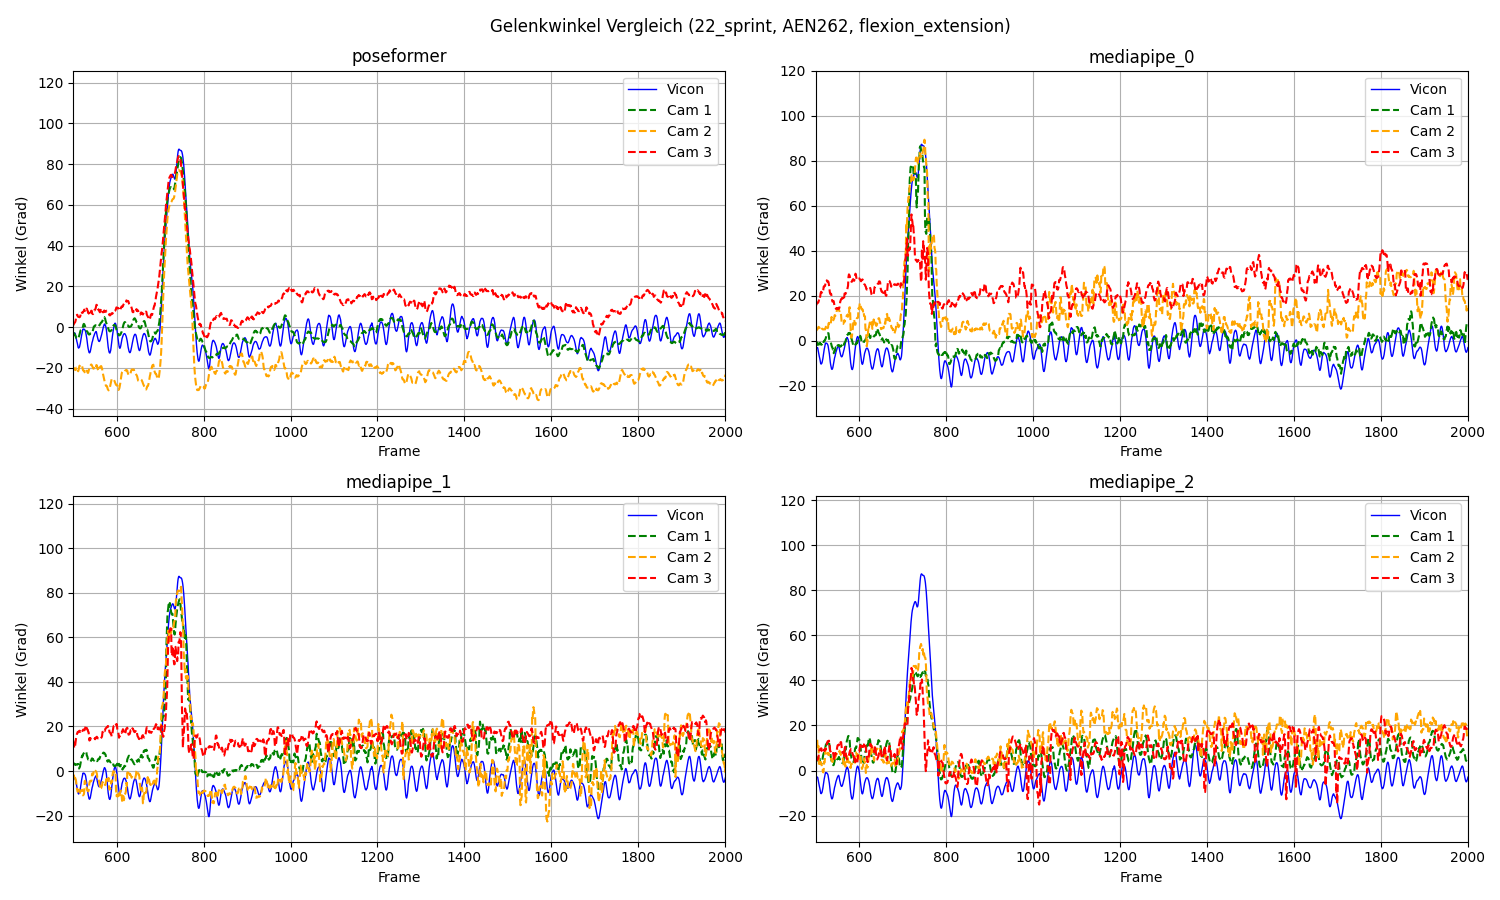 Gelenkwinkel Vergleich (22_sprint, AEN262, flexion_extension)
poseformer
120
100
80
60
40
20
0
−20
−40
Winkel (Grad)
600 800 1000 1200 1400 1600 1800 2000
Frame
Vicon
Cam 1
Cam 2
Cam 3
mediapipe_0
120
100
80
60
40
20
0
−20
Winkel (Grad)
600 800 1000 1200 1400 1600 1800 2000
Frame
Vicon
Cam 1
Cam 2
Cam 3
mediapipe_1
120
100
80
60
40
20
0
−20
Winkel (Grad)
600 800 1000 1200 1400 1600 1800 2000
Frame
Vicon
Cam 1
Cam 2
Cam 3
mediapipe_2
120
100
80
60
40
20
0
−20
Winkel (Grad)
600 800 1000 1200 1400 1600 1800 2000
Frame
Vicon
Cam 1
Cam 2
Cam 3